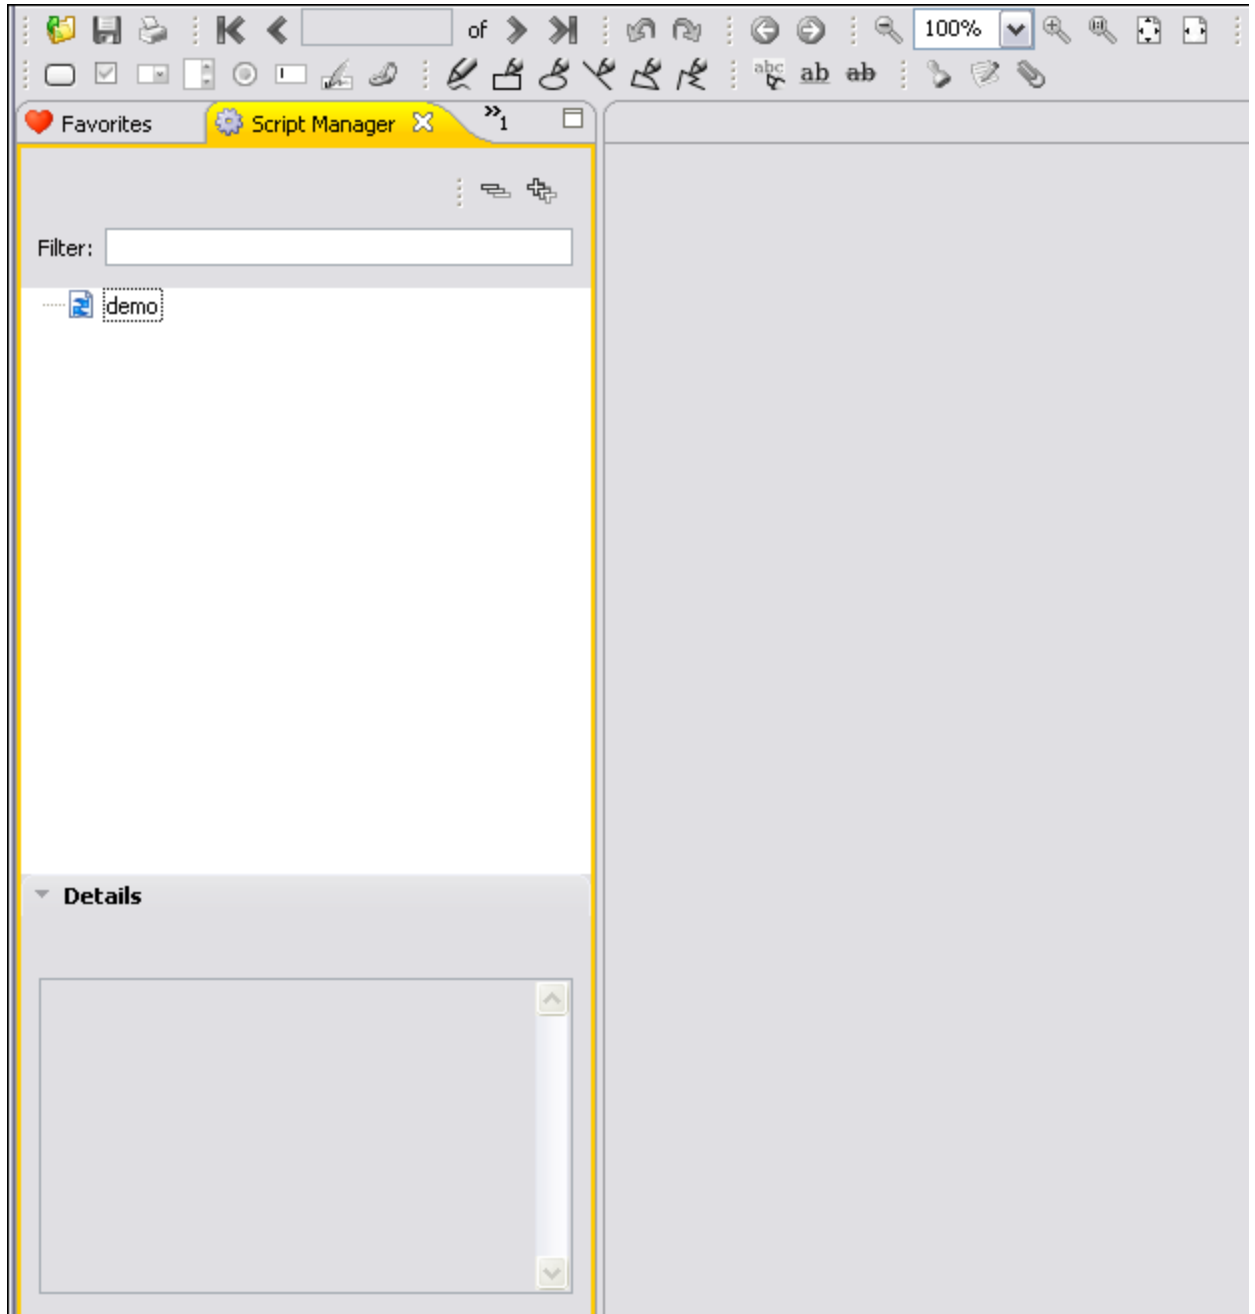 of 100%
abc ab ab
Favorites Script Manager »1
Filter:
demo
Details